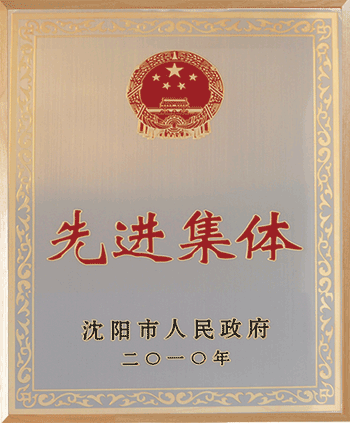 先进集体
沈阳市人民政府
二〇一〇年